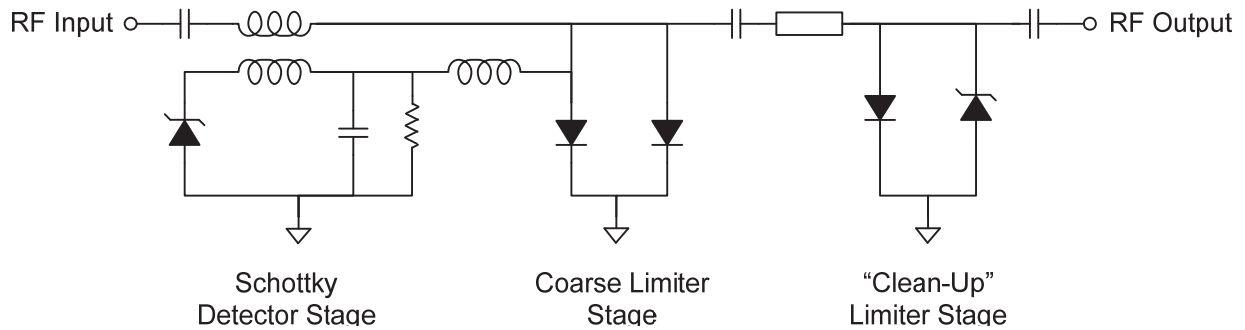 RF Input
RF Output
Schottky
Detector Stage
Coarse Limiter
Stage
“Clean-Up”
Limiter Stage